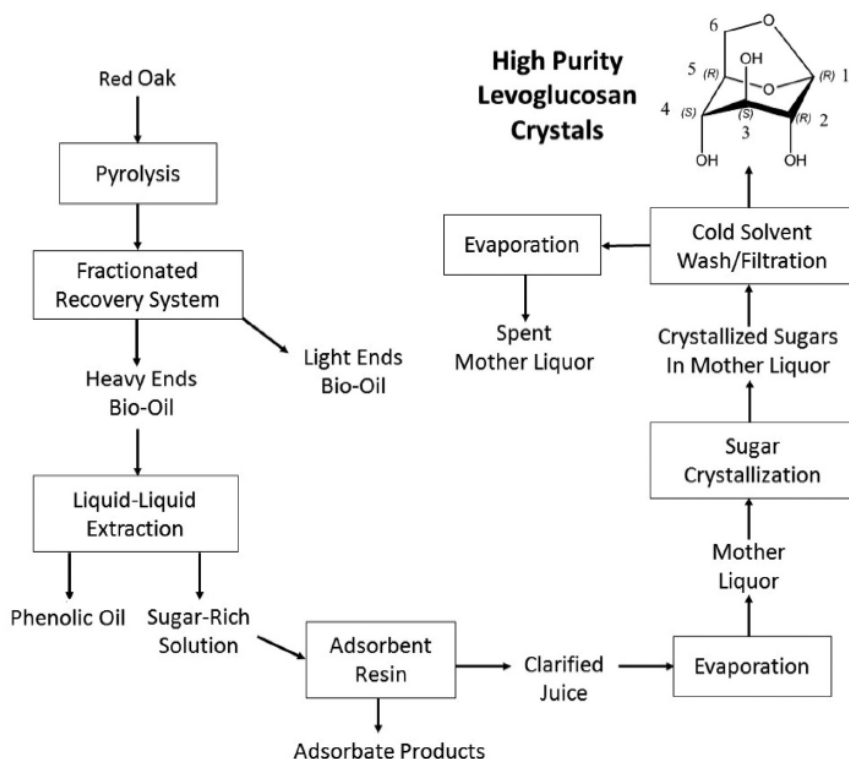 Red Oak
Pyrolysis
Fractionated
Recovery System
Light Ends
Bio-Oil
Heavy Ends
Bio-Oil
Liquid-Liquid
Extraction
Phenolic Oil
Sugar-Rich
Solution
Adsorbent
Resin
Adsorbate Products
Clarified
Juice
Evaporation
Mother
Liquor
Sugar
Crystallization
Crystallized Sugars
In Mother Liquor
Cold Solvent
Wash/Filtration
Evaporation
Spent
Mother Liquor
High Purity
Levoglucosan
Crystals
6
O
OH
5
(R)
O
(R)
1
4
(S)
(S)
(R)
2
3
OH
OH